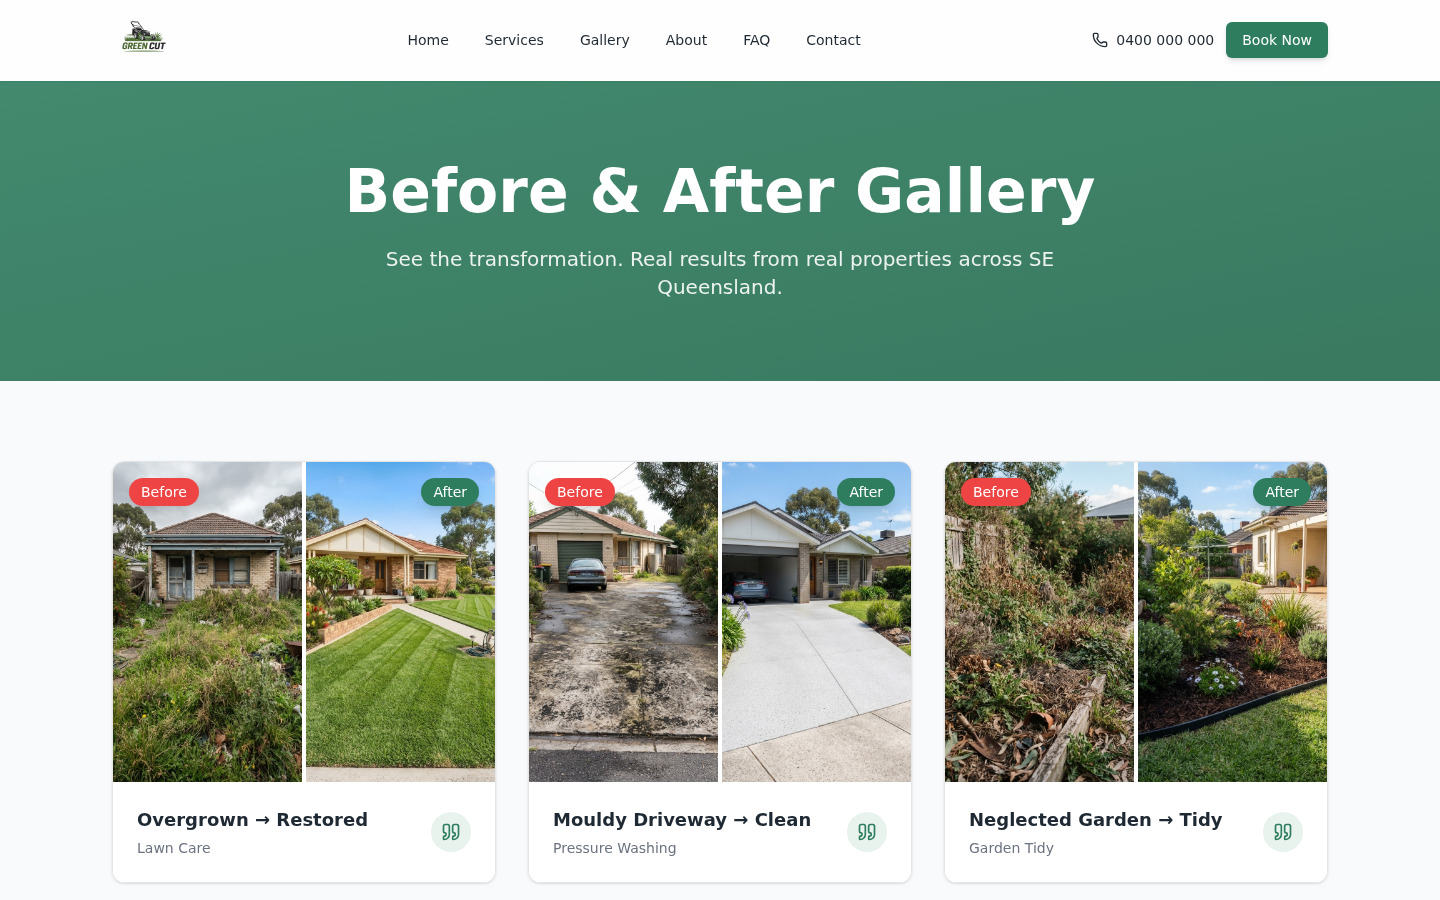 GREEN CUT
Home
Services
Gallery
About
FAQ
Contact
0400 000 000
Book Now
Before & After Gallery
See the transformation. Real results from real properties across SE
Queensland.
Before
After
Before
After
Before
After
Overgrown → Restored
Lawn Care
Mouldy Driveway → Clean
Pressure Washing
Neglected Garden → Tidy
Garden Tidy